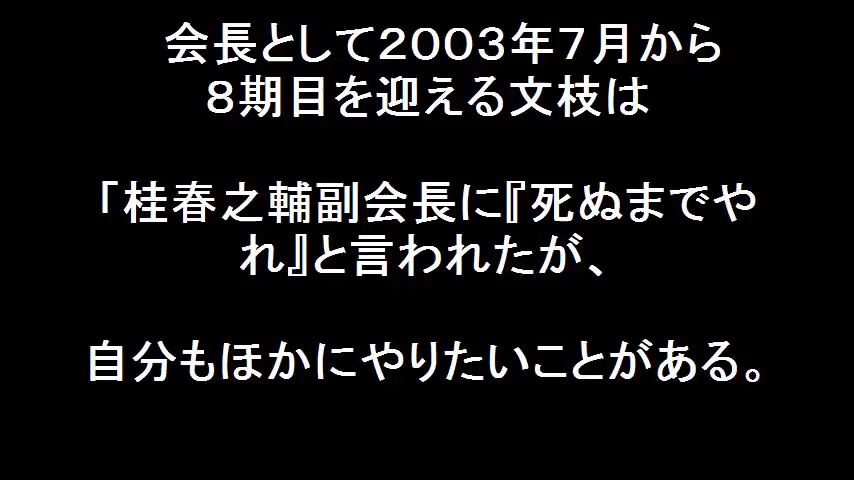 会長として２００３年７月から
８期目を迎える文枝は
「桂春之輔副会長に『死ぬまでや
れ』と言われたが、
自分もほかにやりたいことがある。